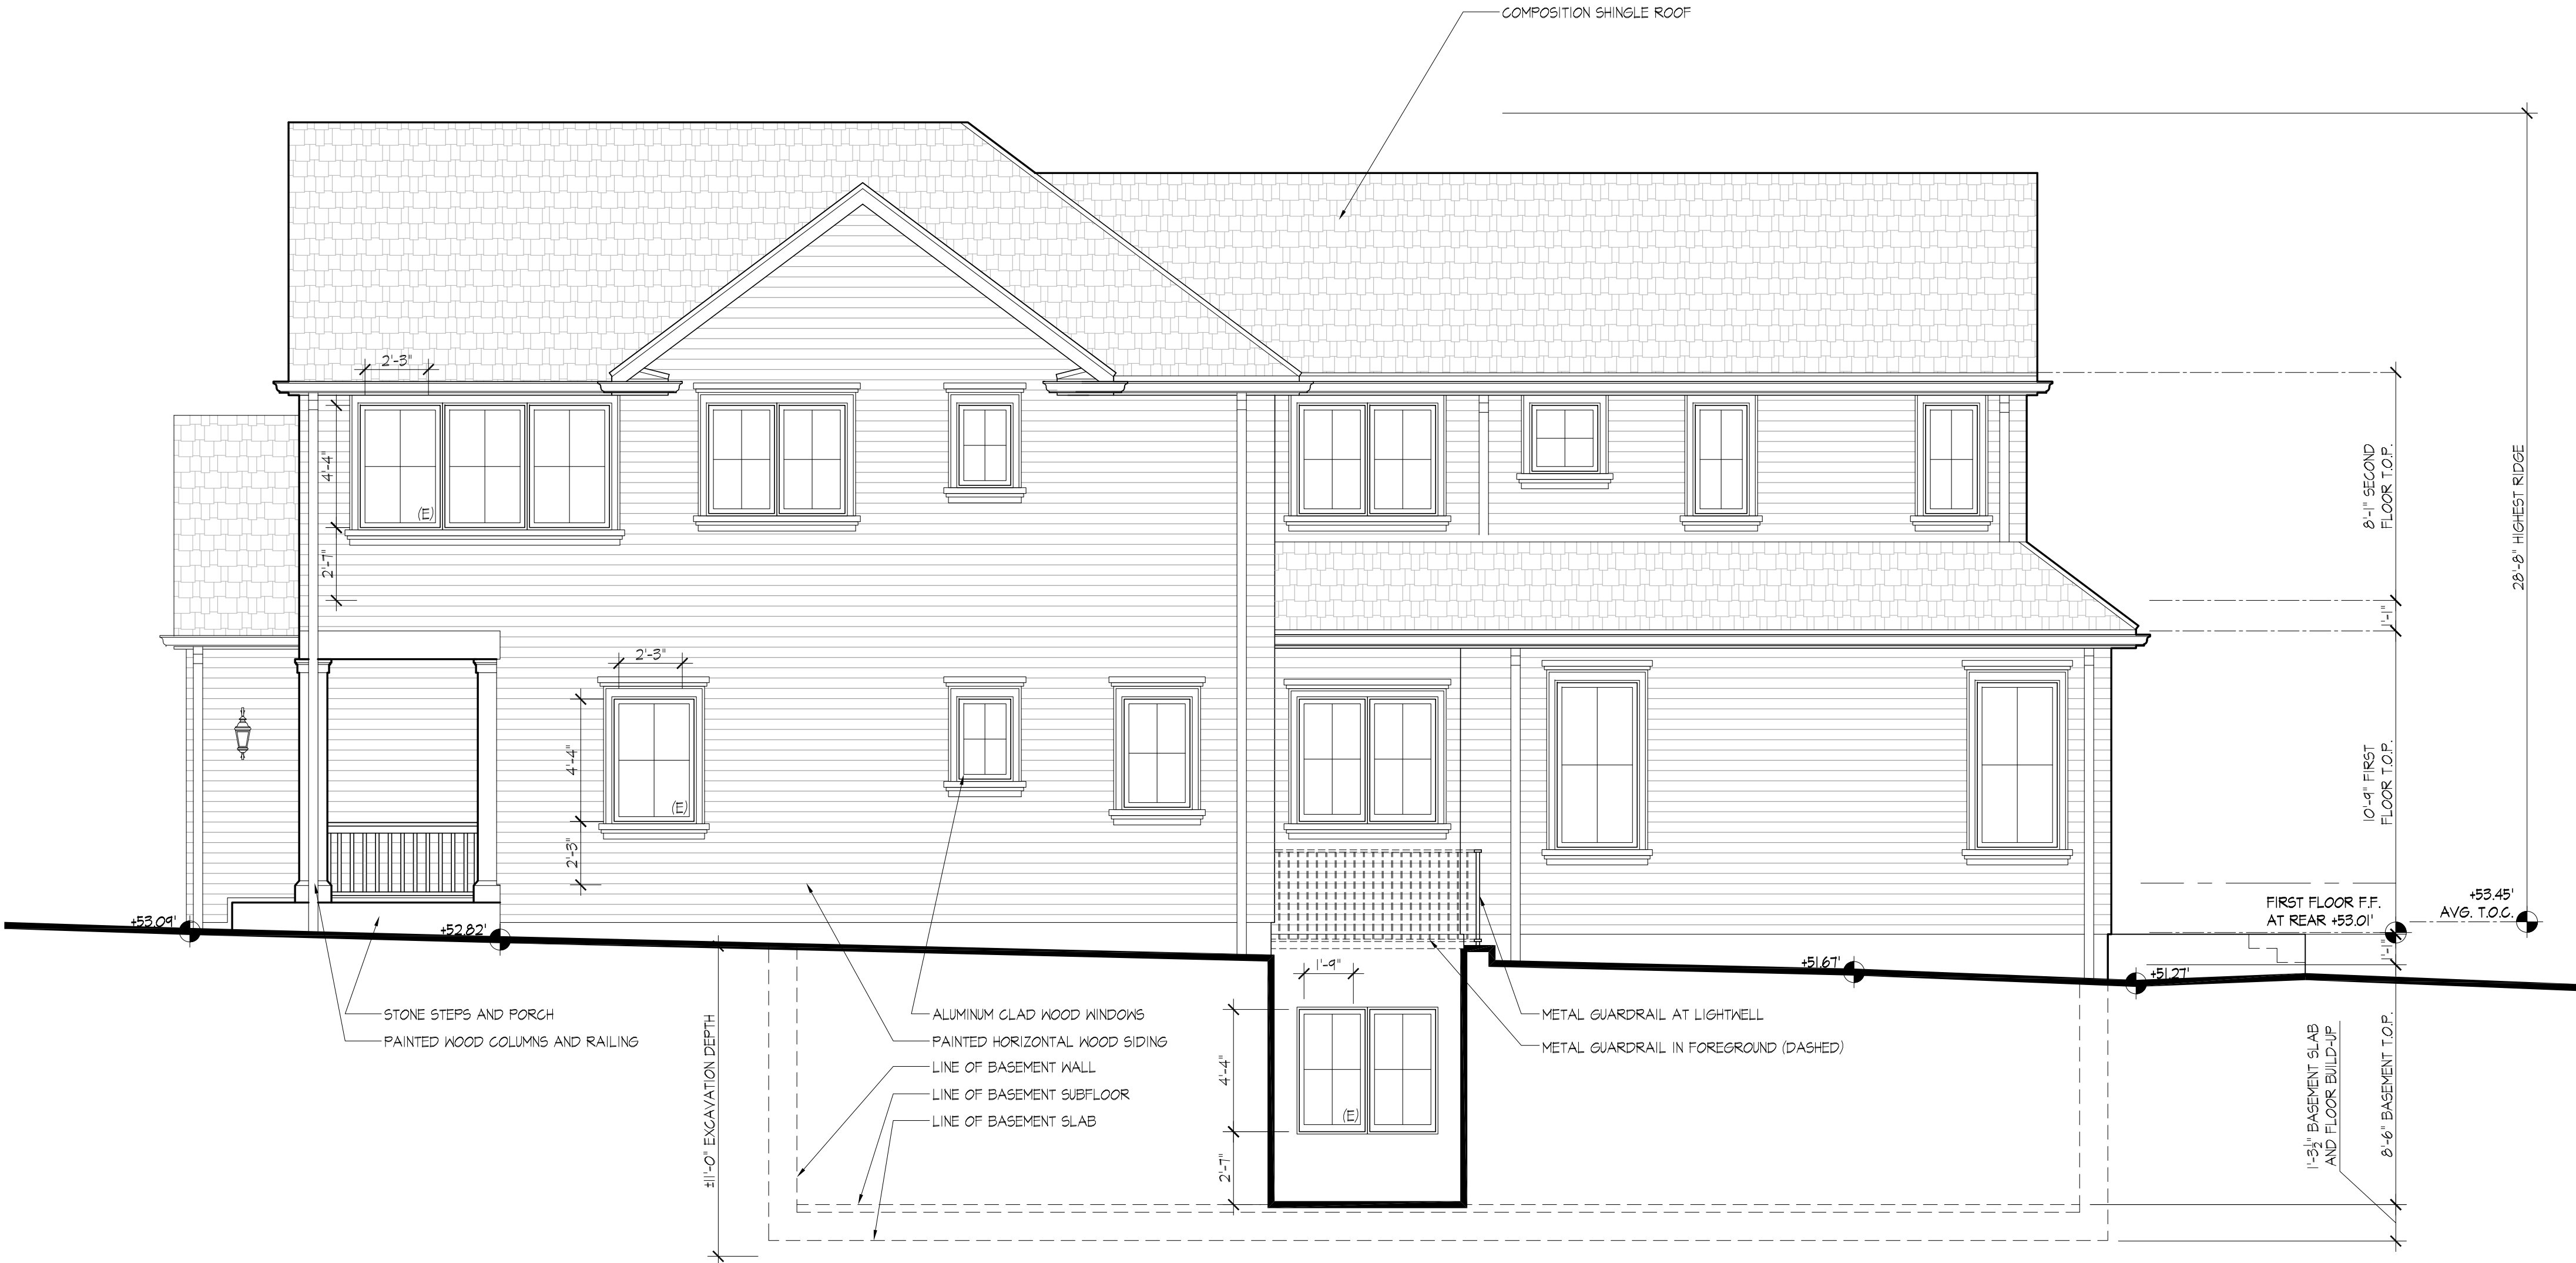 COMPOSITION SHINGLE ROOF
2'-3"
4'-4"
(E)
2'-7"
8'-1" SECOND
FLOOR T.O.P.
28'-8" HIGHEST RIDGE
1'-1"
2'-3"
4'-4"
(E)
2'-3"
10'-9" FIRST
FLOOR T.O.P.
+53.09'
+52.82'
FIRST FLOOR F.F.
AT REAR +53.01'
+53.45'
AVG. T.O.C.
1'-1"
+51.67'
+51.27'
1'-9"
STONE STEPS AND PORCH
PAINTED WOOD COLUMNS AND RAILING
±11'-0" EXCAVATION DEPTH
ALUMINUM CLAD WOOD WINDOWS
PAINTED HORIZONTAL WOOD SIDING
LINE OF BASEMENT WALL
LINE OF BASEMENT SUBFLOOR
LINE OF BASEMENT SLAB
4'-4"
(E)
2'-7"
METAL GUARDRAIL AT LIGHTWELL
METAL GUARDRAIL IN FOREGROUND (DASHED)
1'-3½" BASEMENT SLAB
AND FLOOR BUILD-UP
8'-6" BASEMENT T.O.P.